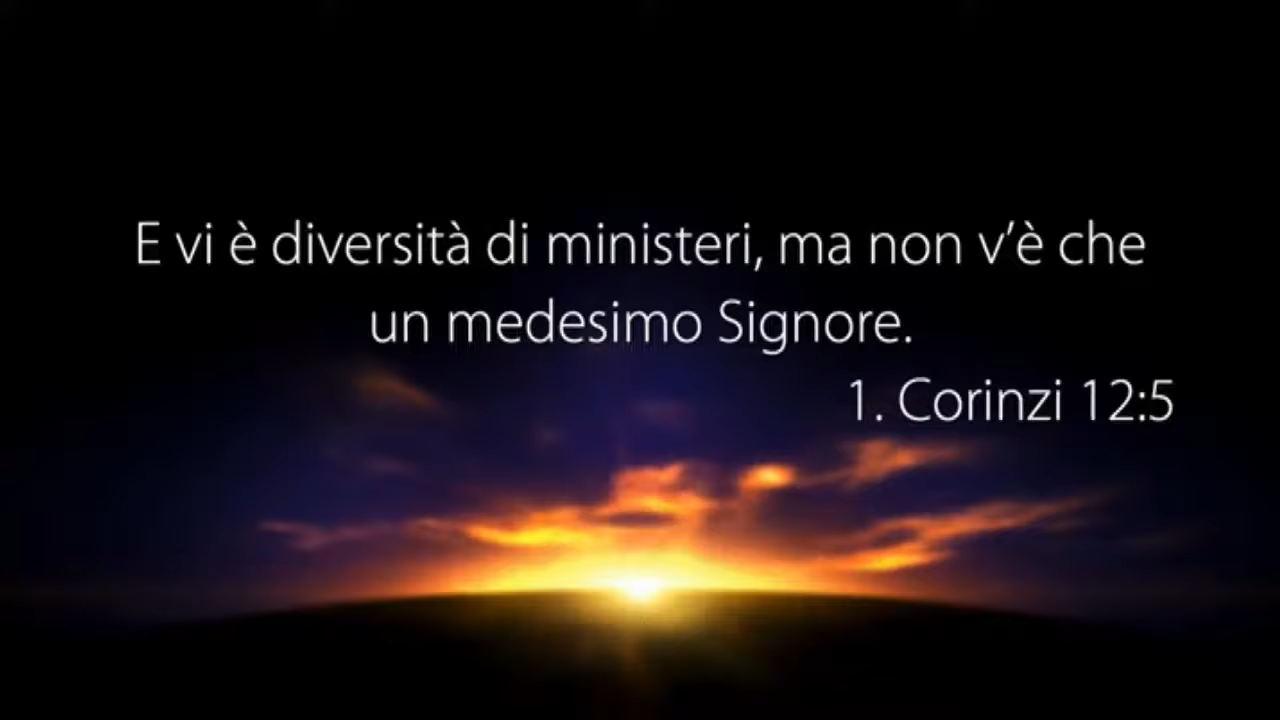 E vi è diversità di ministeri, ma non v’è che
un medesimo Signore.
1. Corinzi 12:5